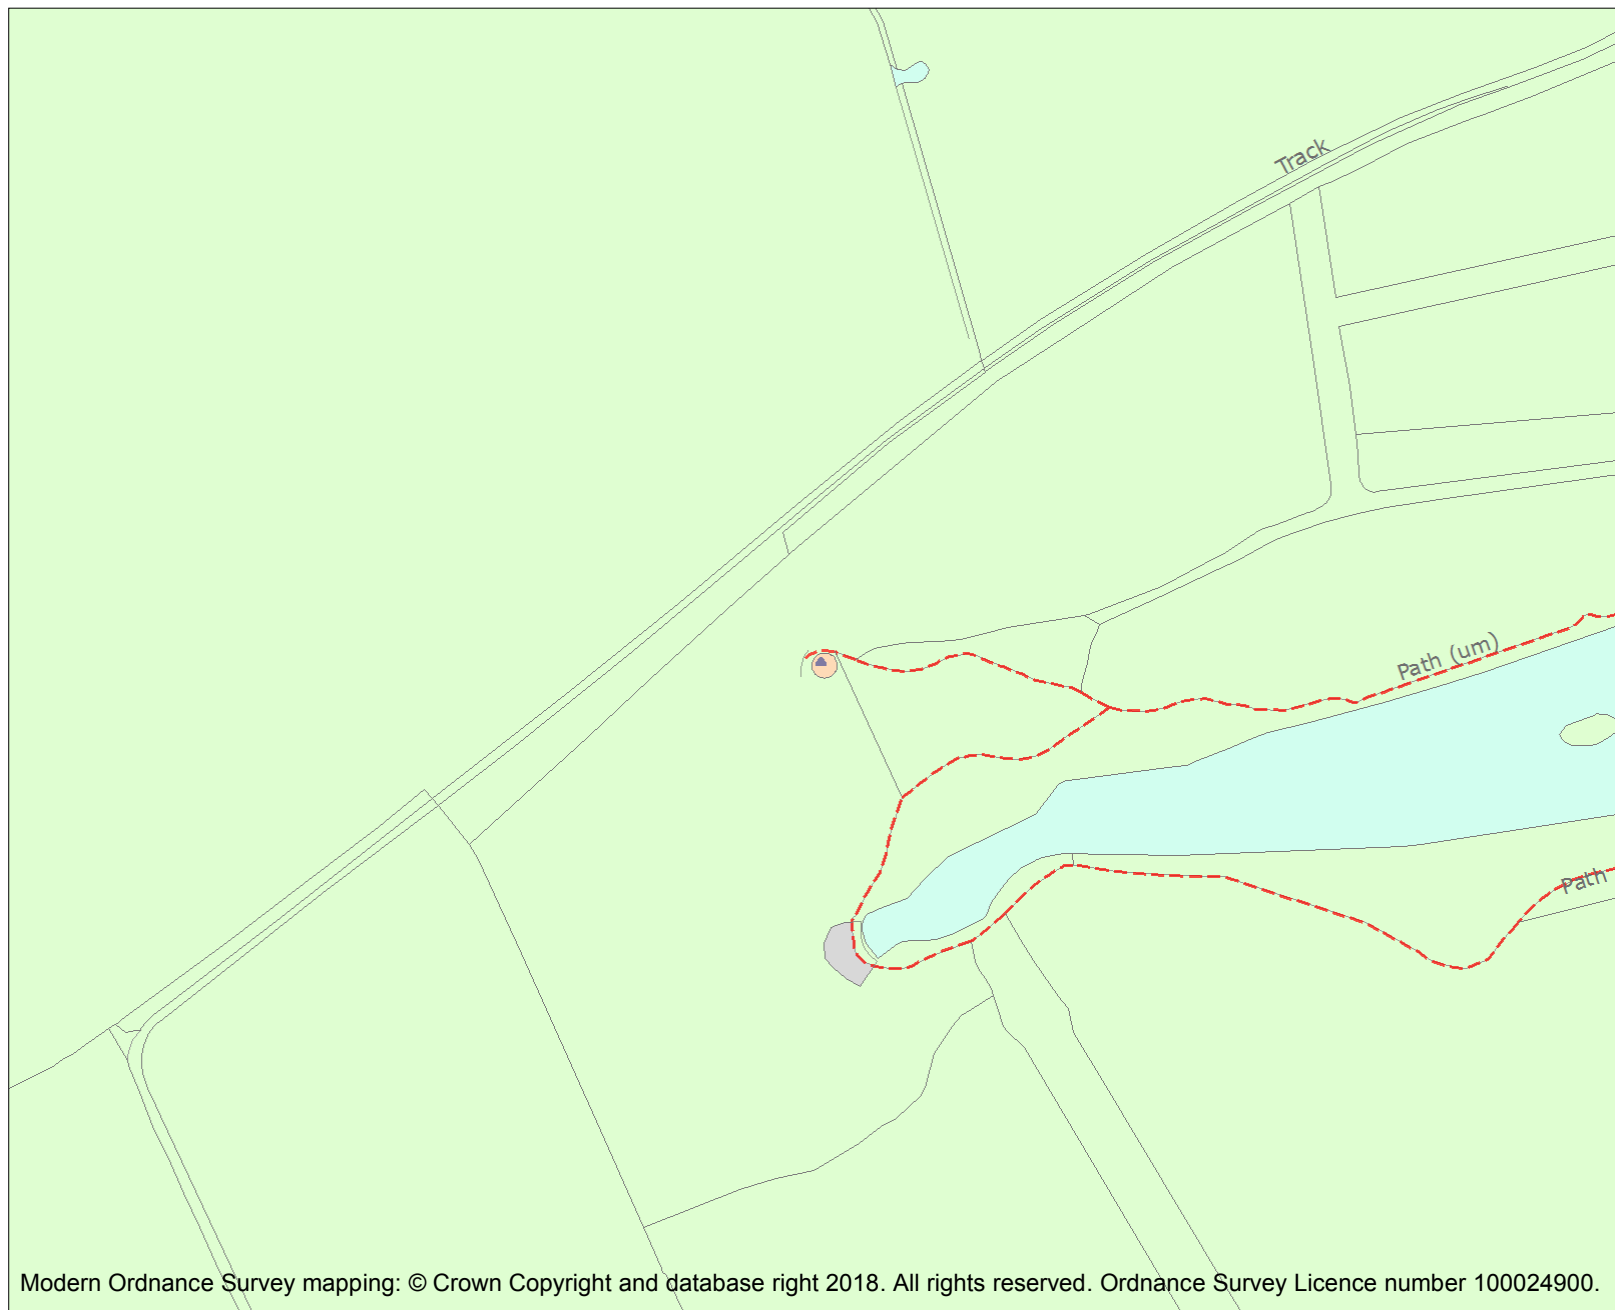 Track
Path (um)
Path
Modern Ordnance Survey mapping: © Crown Copyright and database right 2018. All rights reserved. Ordnance Survey Licence number 100024900.